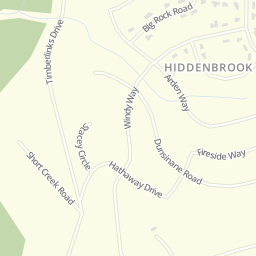 Big Rock Road
Timberlinks Drive
HIDDENBROOK
Arden Way
Windy Way
Stacey Circle
Dunsinane Road
Fireside Way
Short Creek Road
Hathaway Drive